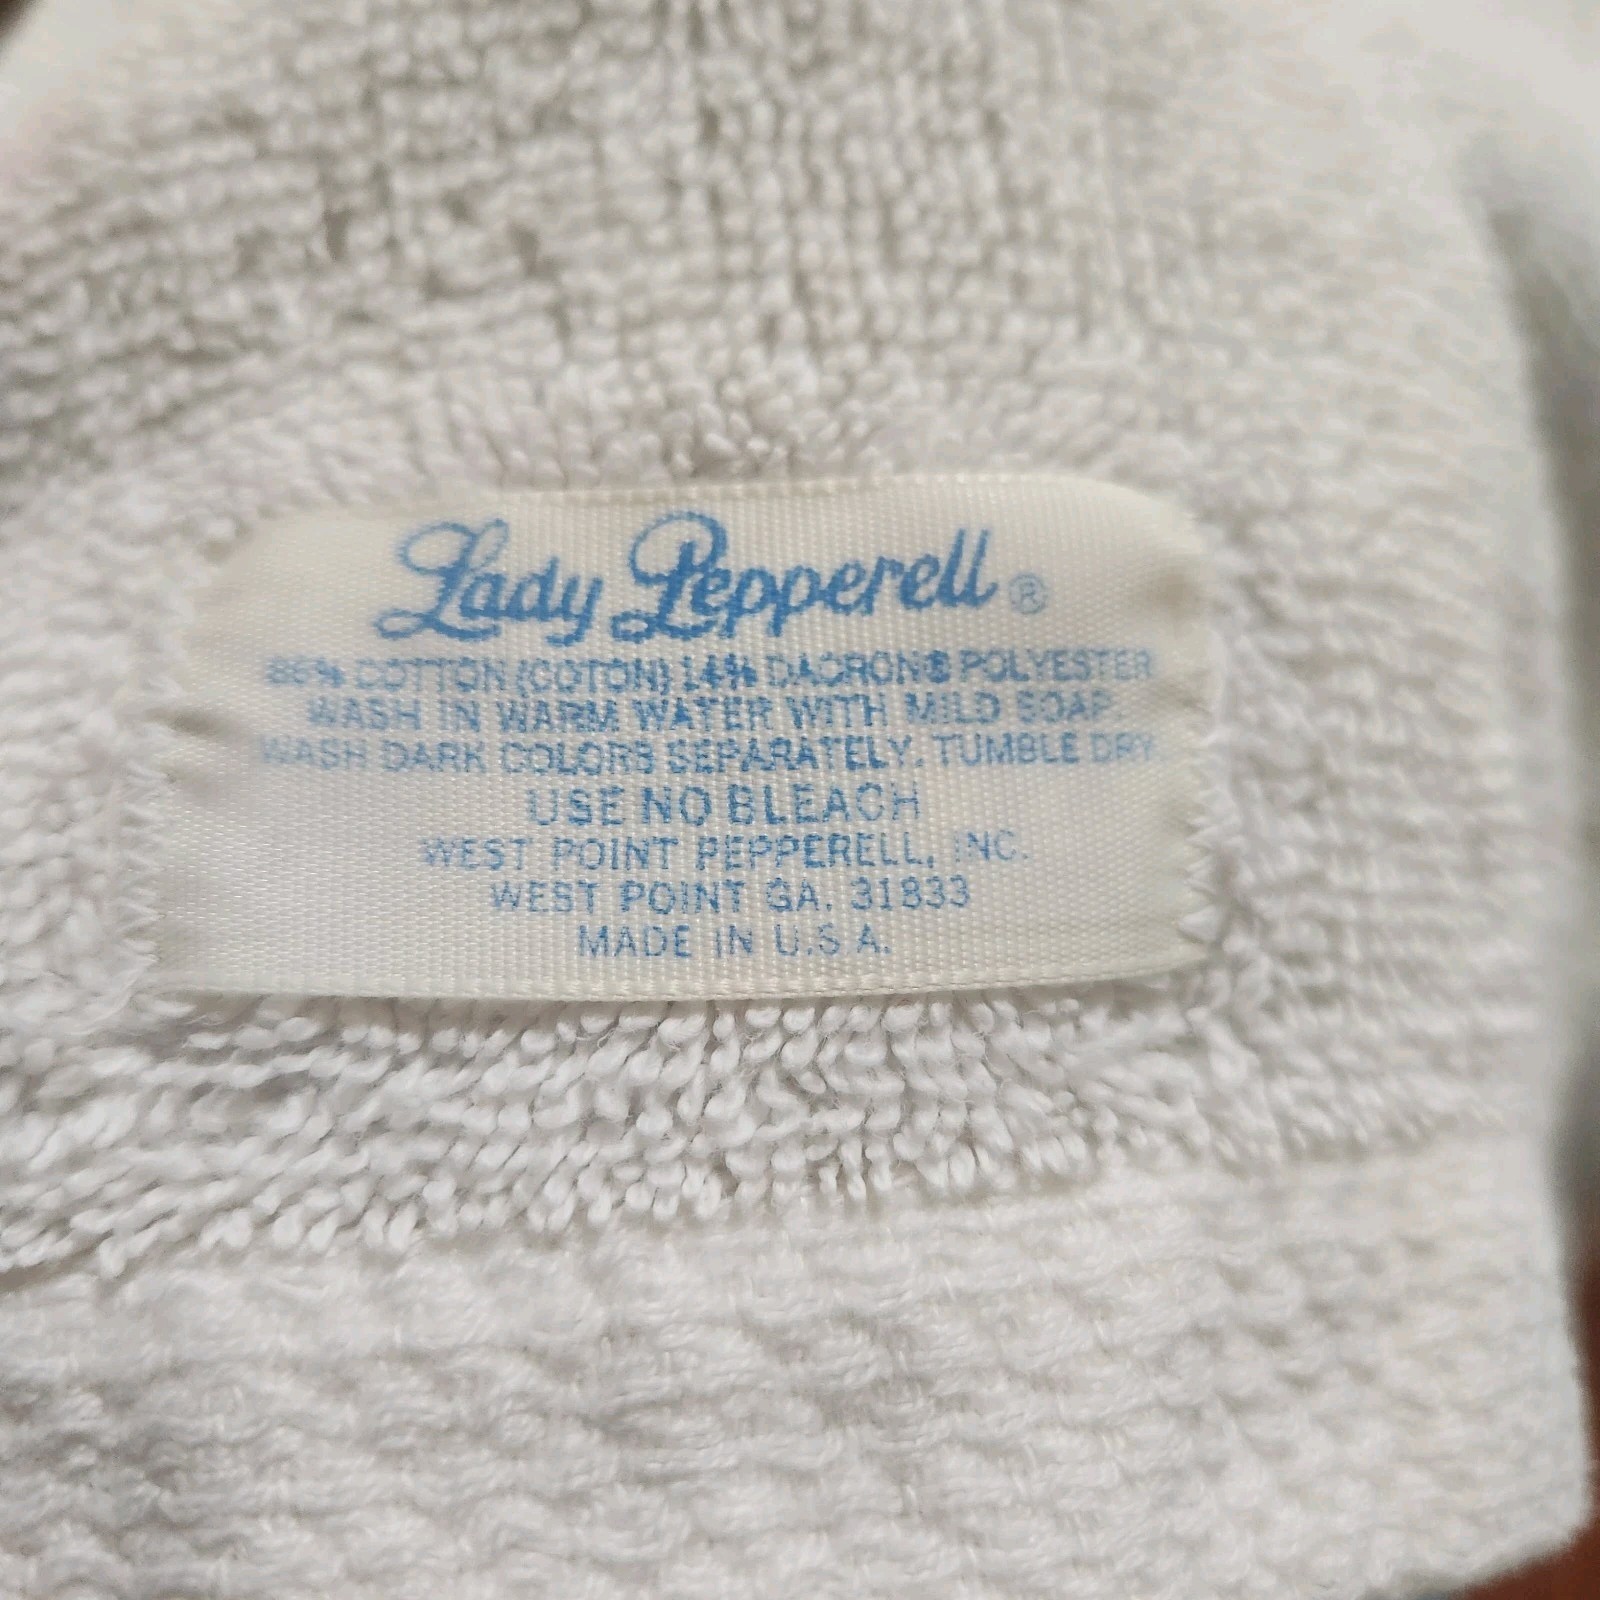 Lady Pepperell ®
86% COTTON (COTON) 14% DACRON® POLYESTER
WASH IN WARM WATER WITH MILD SOAP.
WASH DARK COLORS SEPARATELY. TUMBLE DRY.
USE NO BLEACH
WEST POINT PEPPERELL, INC.
WEST POINT GA. 31833
MADE IN U.S.A.